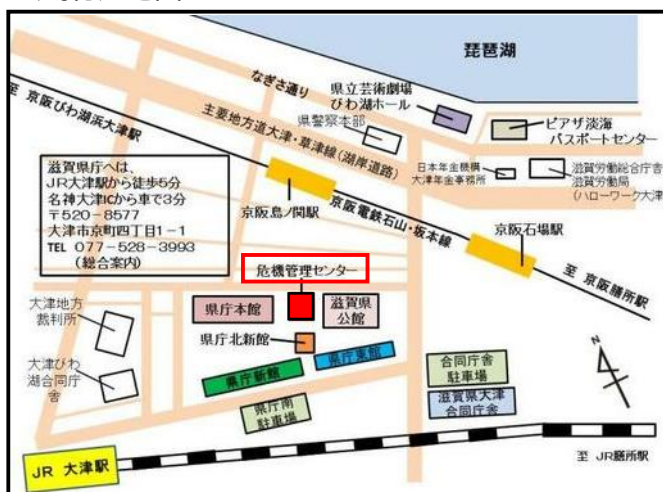 琵琶湖
なぎさ通り
県立芸術劇場
びわ湖ホール
至 京阪びわ湖浜大津駅
主要地方道大津・草津線(湖岸道路)
県警察本部
ピアザ淡海
パスポートセンター
日本年金機構
大津年金事務所
滋賀労働総合庁舎
滋賀労働局
(ハローワーク大津
滋賀県庁へは、
JR大津駅から徒歩5分
名神大津ICから車で3分
〒520-8577
大津市京町四丁目1-1
TEL 077-528-3993
(総合案内)
京阪島ノ関駅
京阪電鉄石山・坂本線
京阪石場駅
至 京阪膳所駅
危機管理センター
大津地方
裁判所
県庁本館
滋賀県
公館
県庁北新館
N
大津びわ
湖合同庁
舎
県庁新館
県庁東館
合同庁舎
駐車場
県庁南
駐車場
滋賀県大津
合同庁舎
JR 大津駅
至 JR膳所駅